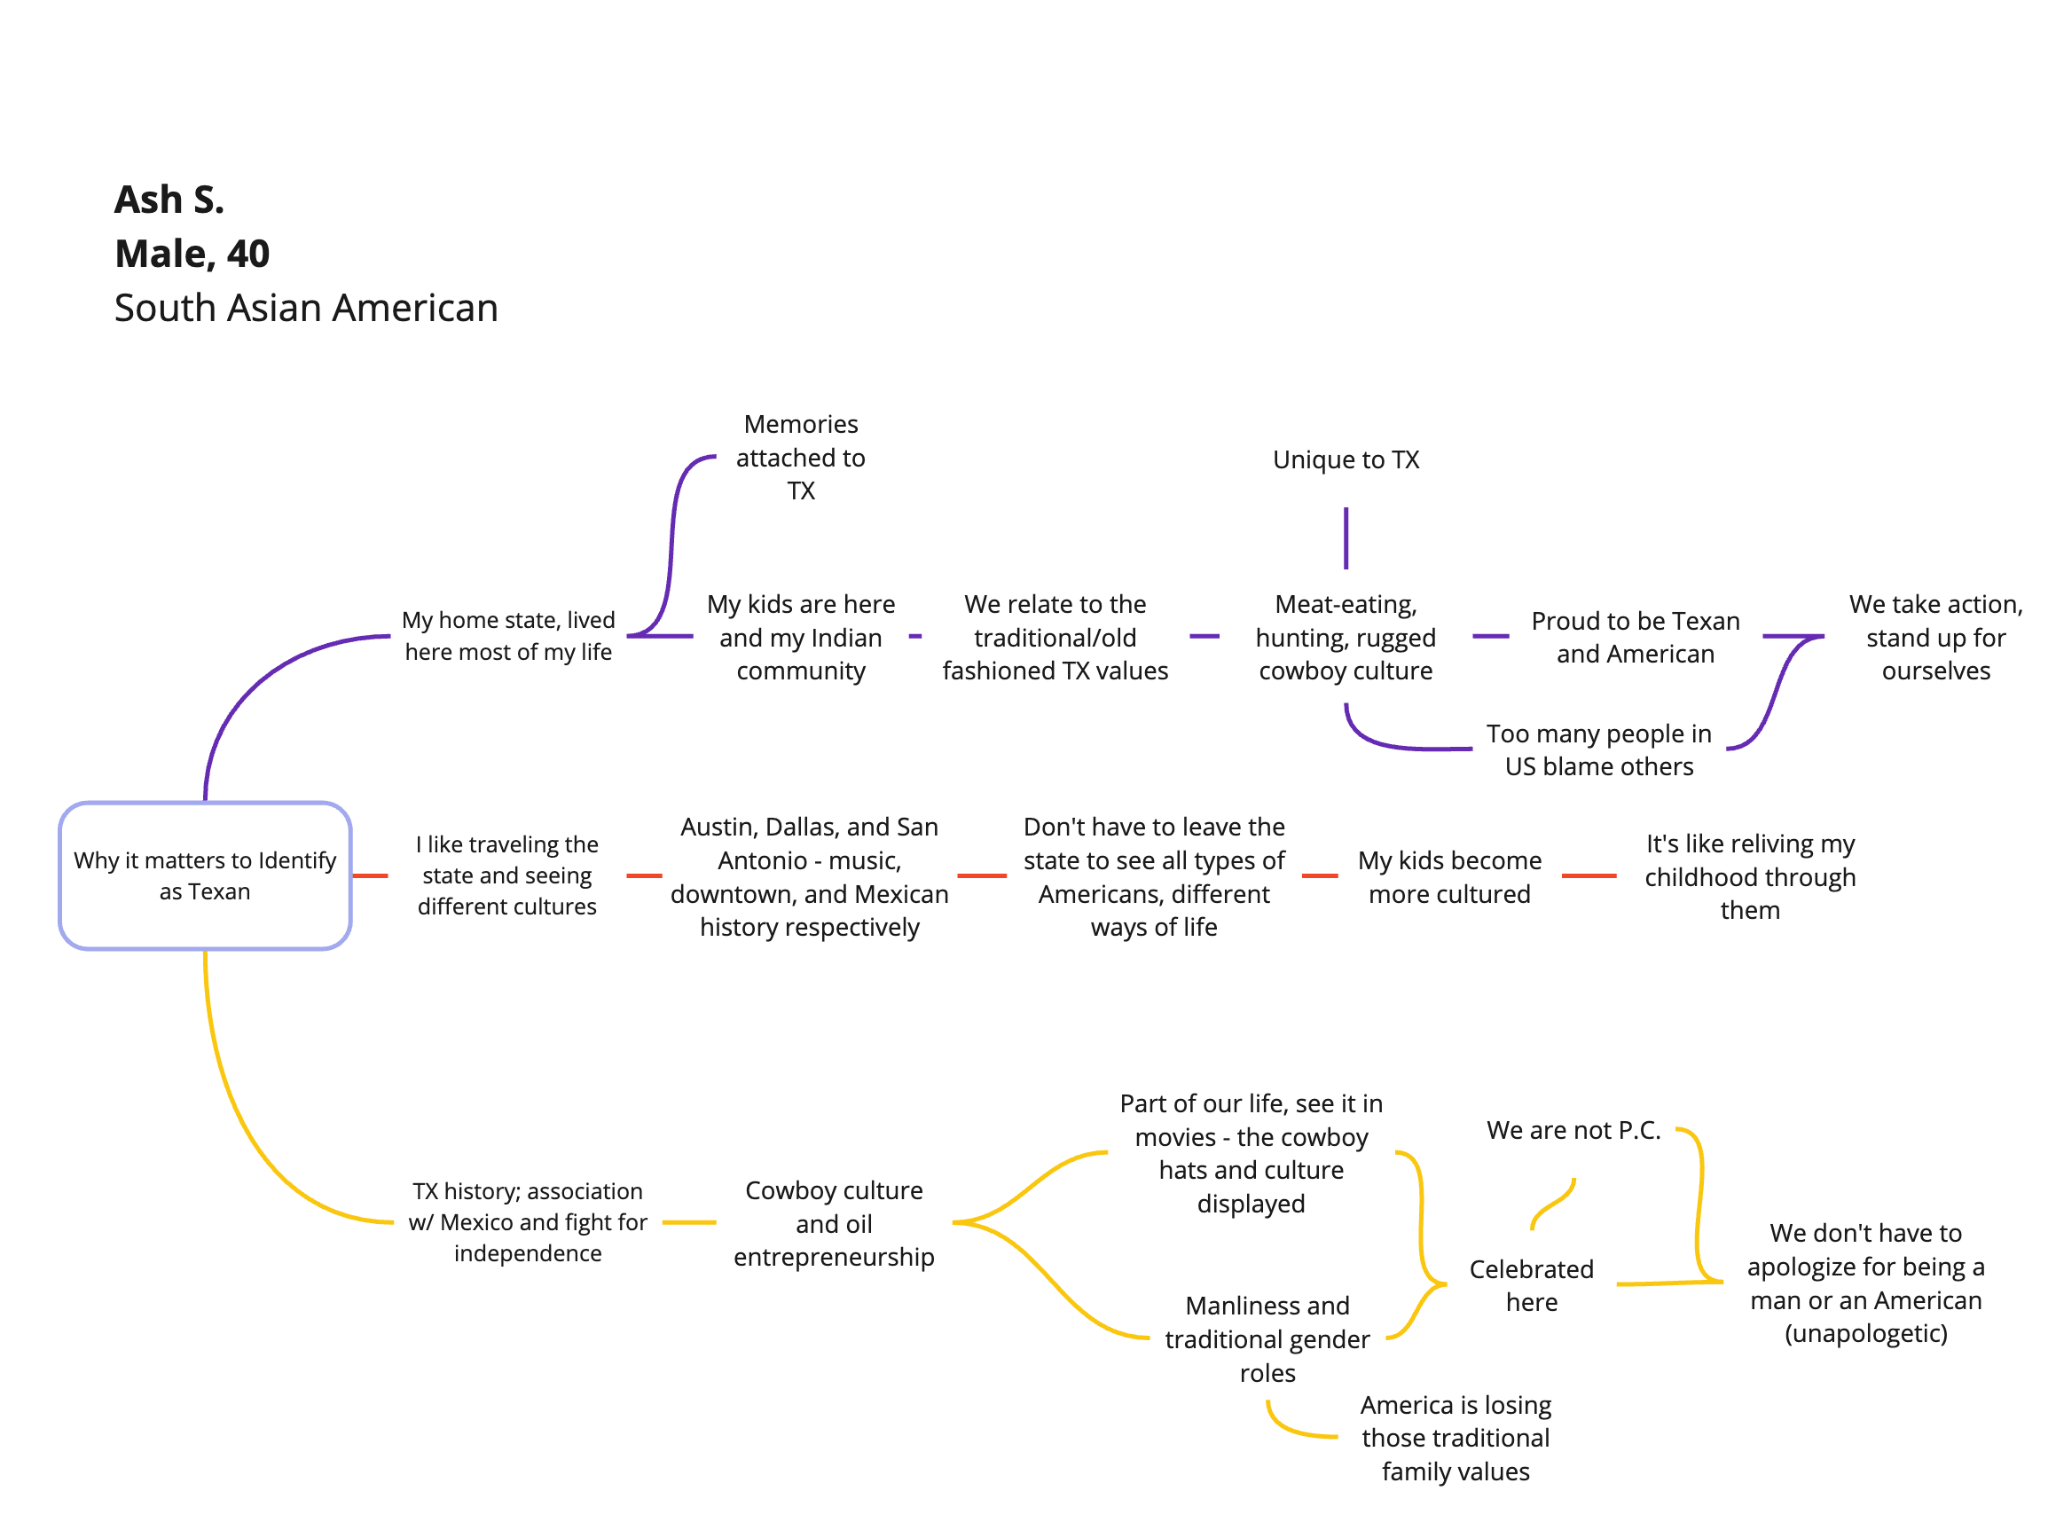 Ash S.
Male, 40
South Asian American
Memories
attached to
TX
Unique to TX
My home state, lived
here most of my life
My kids are here
and my Indian
community
We relate to the
traditional/old
fashioned TX values
Meat-eating,
hunting, rugged
cowboy culture
Proud to be Texan
and American
We take action,
stand up for
ourselves
Too many people in
US blame others
Why it matters to Identify
as Texan
I like traveling the
state and seeing
different cultures
Austin, Dallas, and San
Antonio - music,
downtown, and Mexican
history respectively
Don't have to leave the
state to see all types of
Americans, different
ways of life
My kids become
more cultured
It's like reliving my
childhood through
them
TX history; association
w/ Mexico and fight for
independence
Cowboy culture
and oil
entrepreneurship
Part of our life, see it in
movies - the cowboy
hats and culture
displayed
Manliness and
traditional gender
roles
America is losing
those traditional
family values
We are not P.C.
Celebrated
here
We don't have to
apologize for being a
man or an American
(unapologetic)